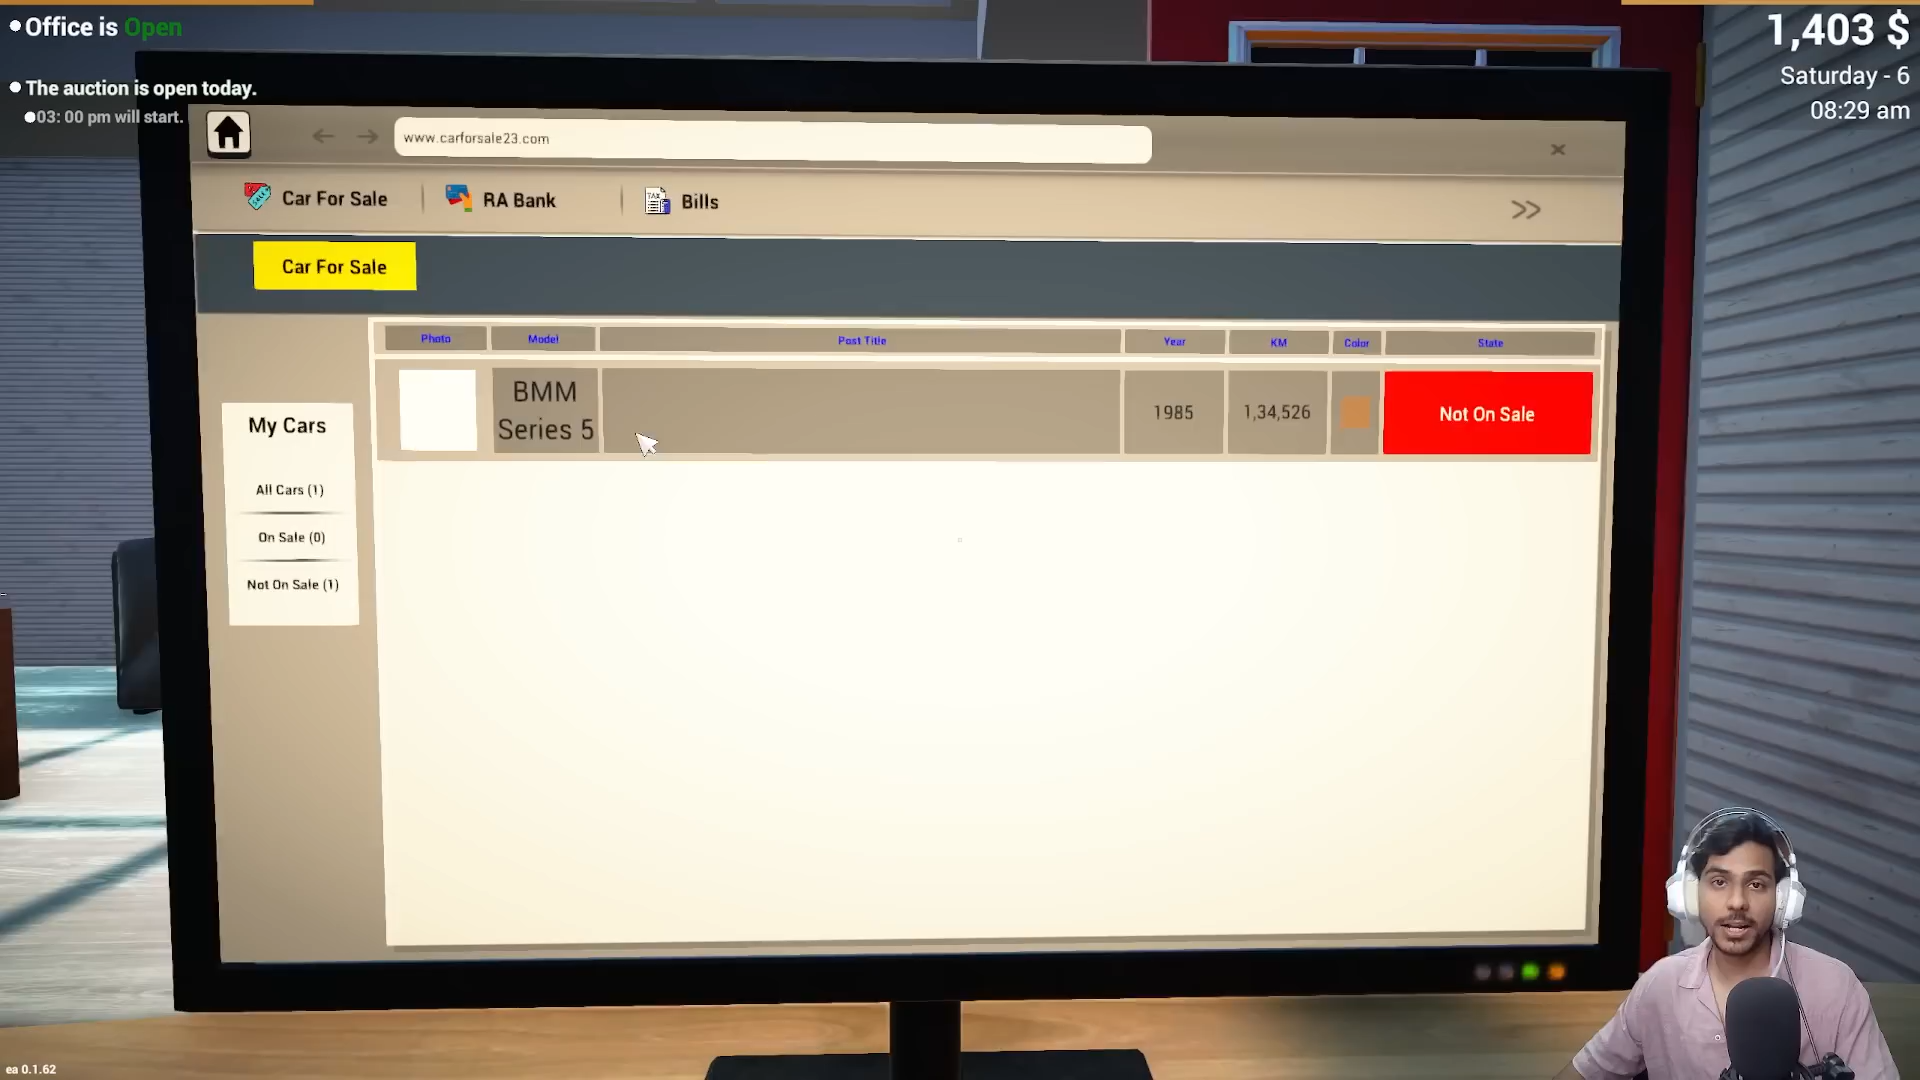 Office is Open
The auction is open today.
03: 00 pm will start.
1,403 $
Saturday - 6
08:29 am
www.carforsale23.com
Car For Sale
RA Bank
Bills
Car For Sale
Photo
Model
Post Title
Year
KM
Color
State
BMM
Series 5
1985
1,34,526
Not On Sale
My Cars
All Cars (1)
On Sale (0)
Not On Sale (1)
ea 0.1.62